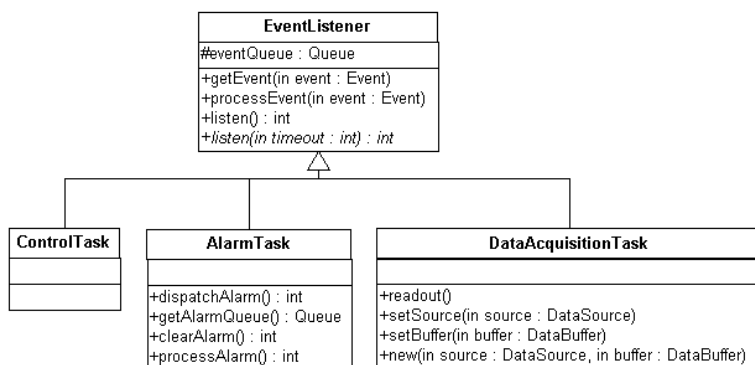 EventListener
#eventQueue : Queue
+getEvent(in event : Event)
+processEvent(in event : Event)
+listen() : int
+listen(in timeout : int) : int
ControlTask
AlarmTask
+dispatchAlarm() : int
+getAlarmQueue() : Queue
+clearAlarm() : int
+processAlarm() : int
DataAcquisitionTask
+readout()
+setSource(in source : DataSource)
+setBuffer(in buffer : DataBuffer)
+new(in source : DataSource, in buffer : DataBuffer)